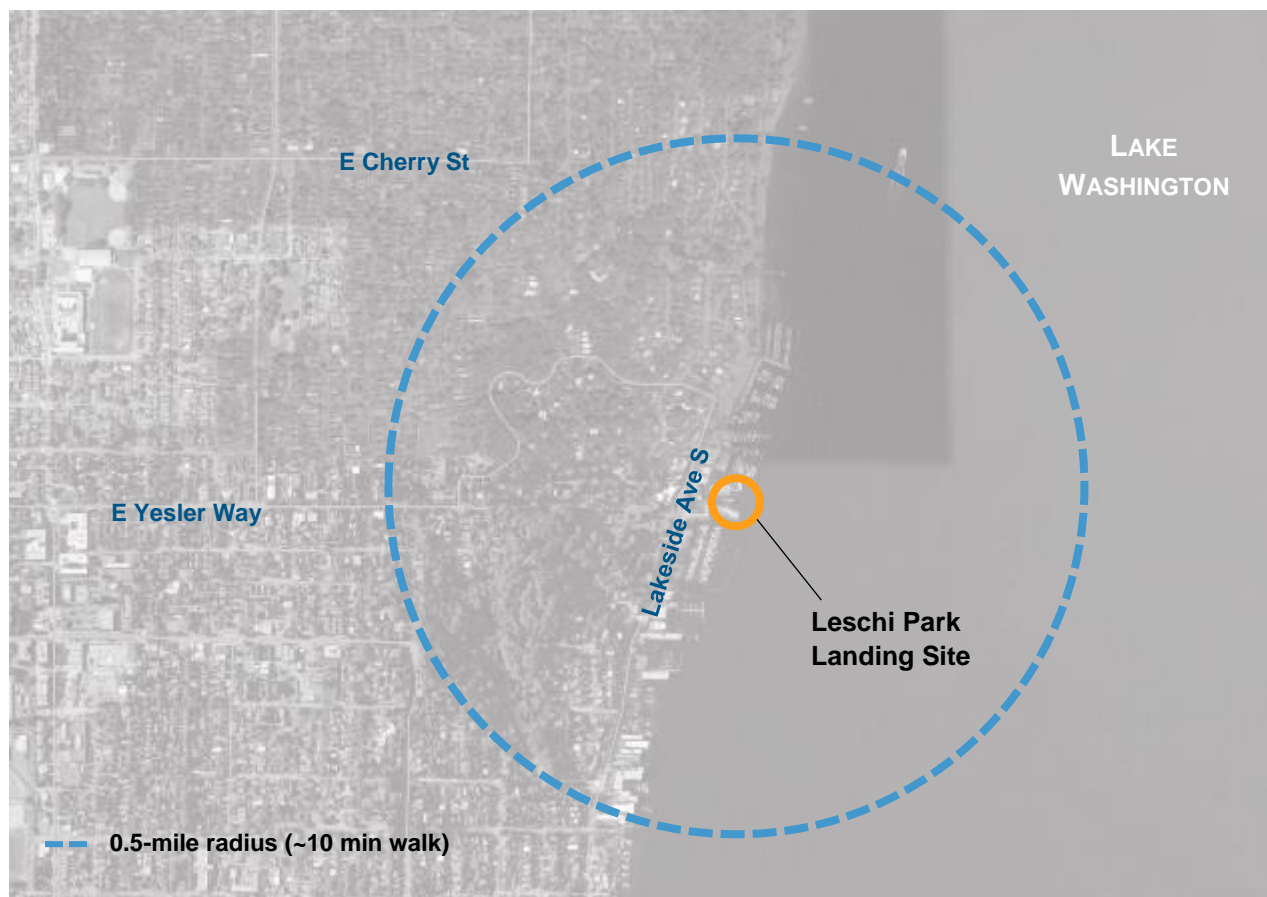 E Cherry St
LAKE
WASHINGTON
E Yesler Way
Lakeside Ave S
Leschi Park
Landing Site
0.5-mile radius (~10 min walk)